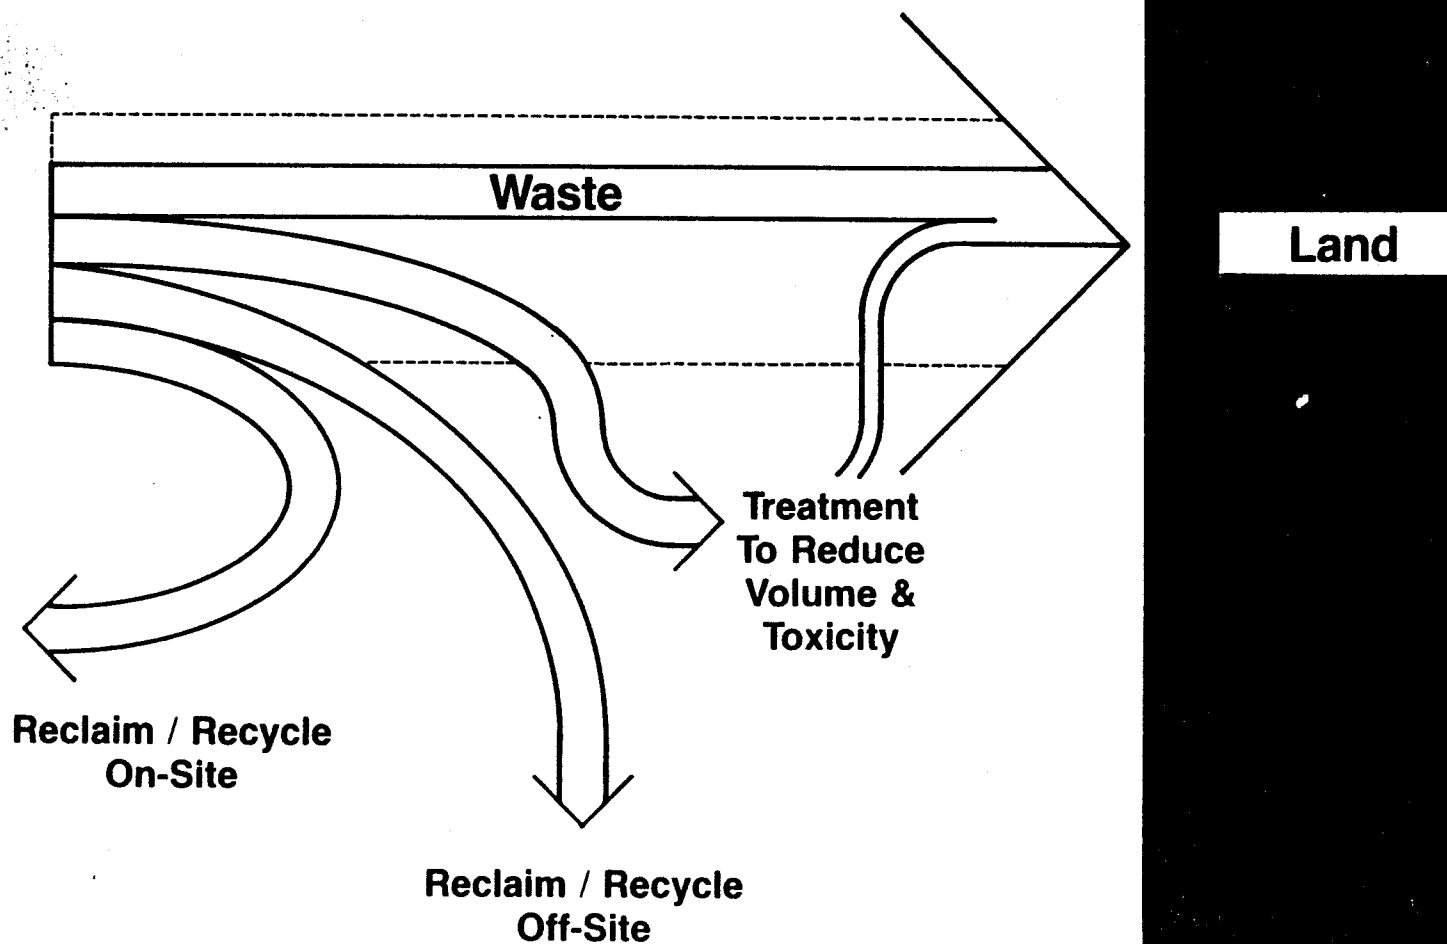 Waste
Land
Treatment
To Reduce
Volume &
Toxicity
Reclaim / Recycle
On-Site
Reclaim / Recycle
Off-Site